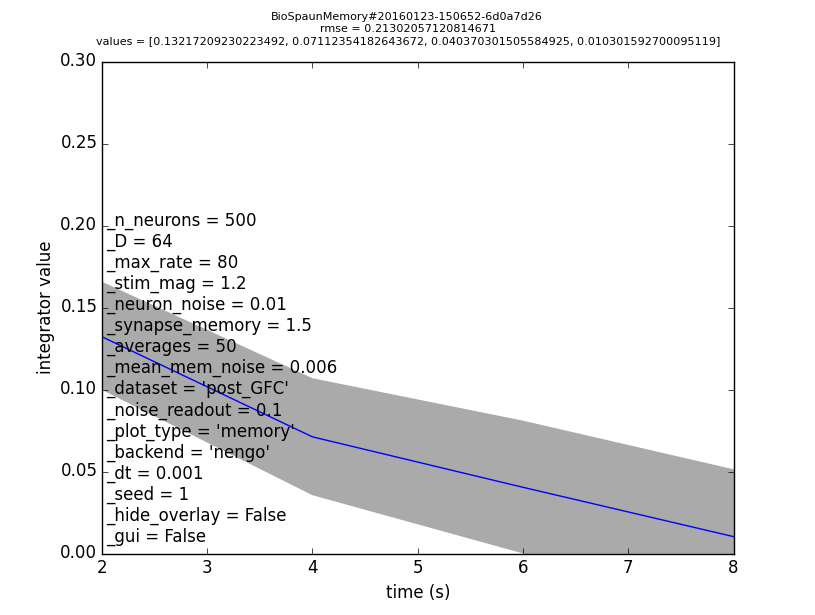 BioSpaunMemory#20160123-150652-6d0a7d26
rmse = 0.21302057120814671
values = [0.13217209230223492, 0.07112354182643672, 0.040370301505584925, 0.010301592700095119]
0.30
0.25
0.20
0.15
0.10
0.05
0.00
integrator value
_n_neurons = 500
_D = 64
_max_rate = 80
_stim_mag = 1.2
_neuron_noise = 0.01
_synapse_memory = 1.5
_averages = 50
_mean_mem_noise = 0.006
_dataset = 'post_GFC'
_noise_readout = 0.1
_plot_type = 'memory'
_backend = 'nengo'
_dt = 0.001
_seed = 1
_hide_overlay = False
_gui = False
2 3 4 5 6 7 8
time (s)